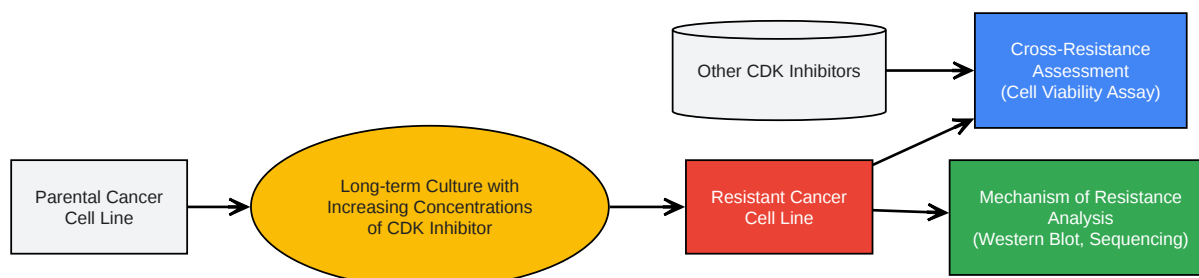 Other CDK Inhibitors
Cross-Resistance
Assessment
(Cell Viability Assay)
Parental Cancer
Cell Line
Long-term Culture with
Increasing Concentrations
of CDK Inhibitor
Resistant Cancer
Cell Line
Mechanism of Resistance
Analysis
(Western Blot, Sequencing)